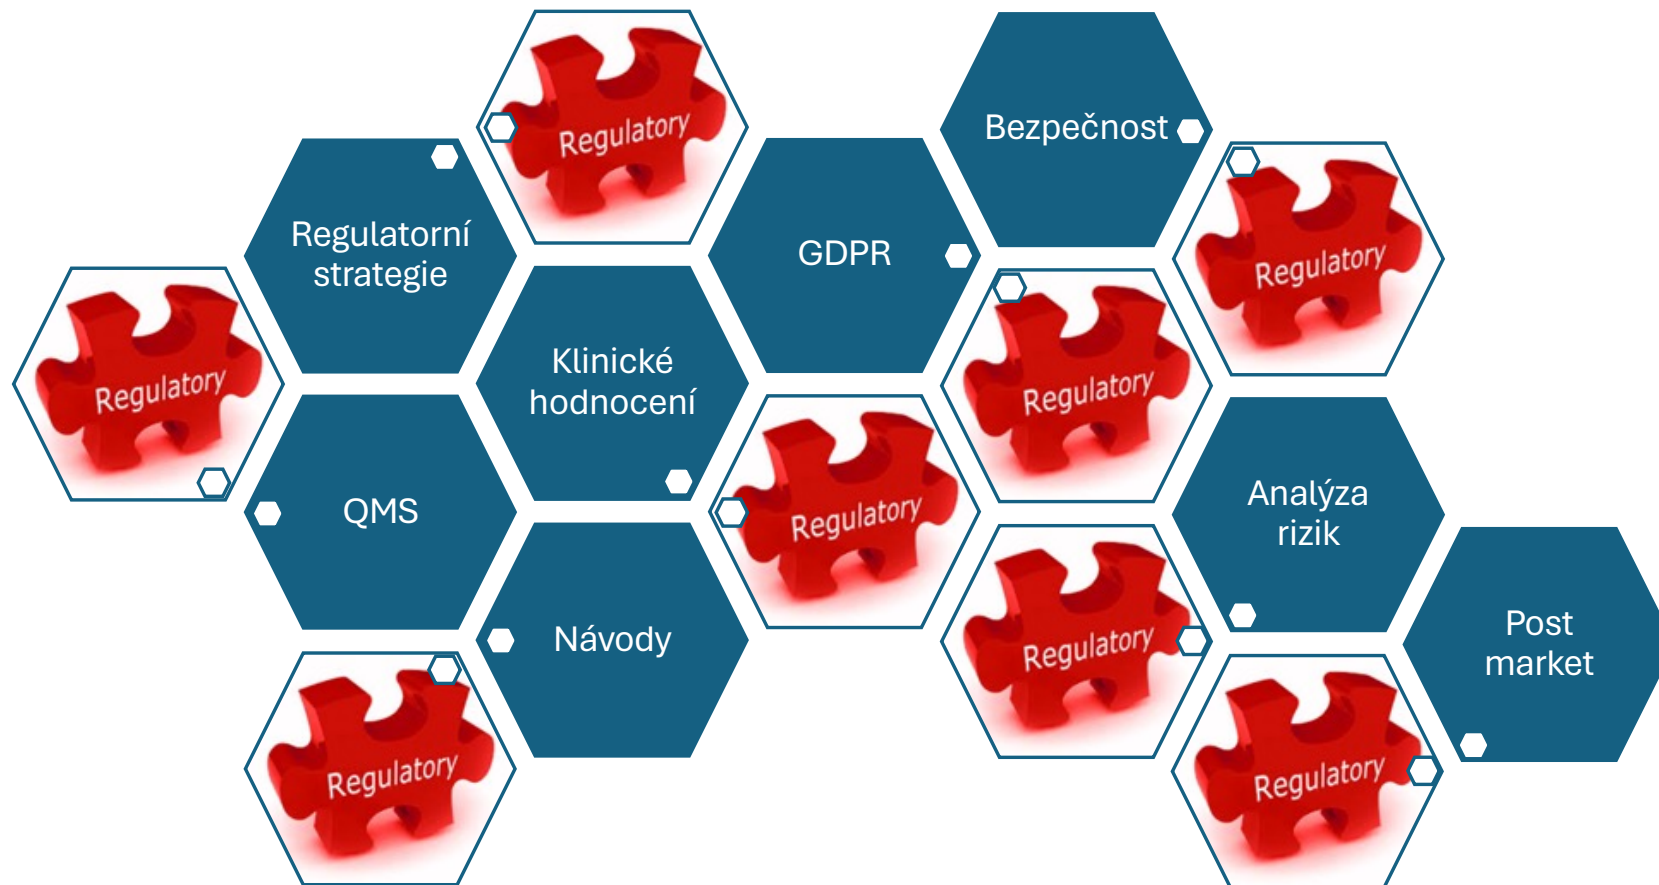 Regulatory
Bezpečnost
Regulatorní
strategie
GDPR
Regulatory
Regulatory
Klinické
hodnocení
Regulatory
QMS
Regulatory
Analýza
rizik
Návody
Regulatory
Post
market
Regulatory
Regulatory